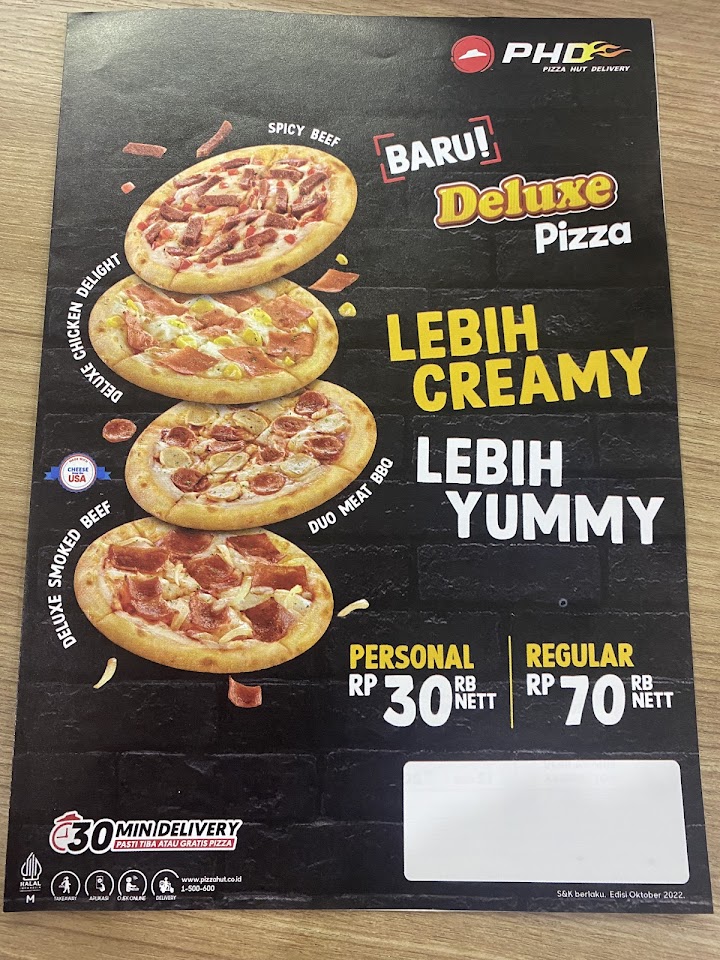 PHD
PIZZA HUT DELIVERY
SPICY BEEF
BARU!
Deluxe
Pizza
DELUXE CHICKEN DELIGHT
LEBIH
CREAMY
CHEESE
USA
DUO MEAT BBQ
LEBIH
YUMMY
DELUXE SMOKED BEEF
PERSONAL
RP 30 RB NETT
REGULAR
RP 70 RB NETT
30 MIN DELIVERY
PASTI TIBA ATAU GRATIS PIZZA
HALAL
INDONESIA
M
TAKEAWAY
APLIKASI
OJEK ONLINE
DELIVERY
www.pizzahut.co.id
1-500-600
S&K berlaku. Edisi Oktober 2022.